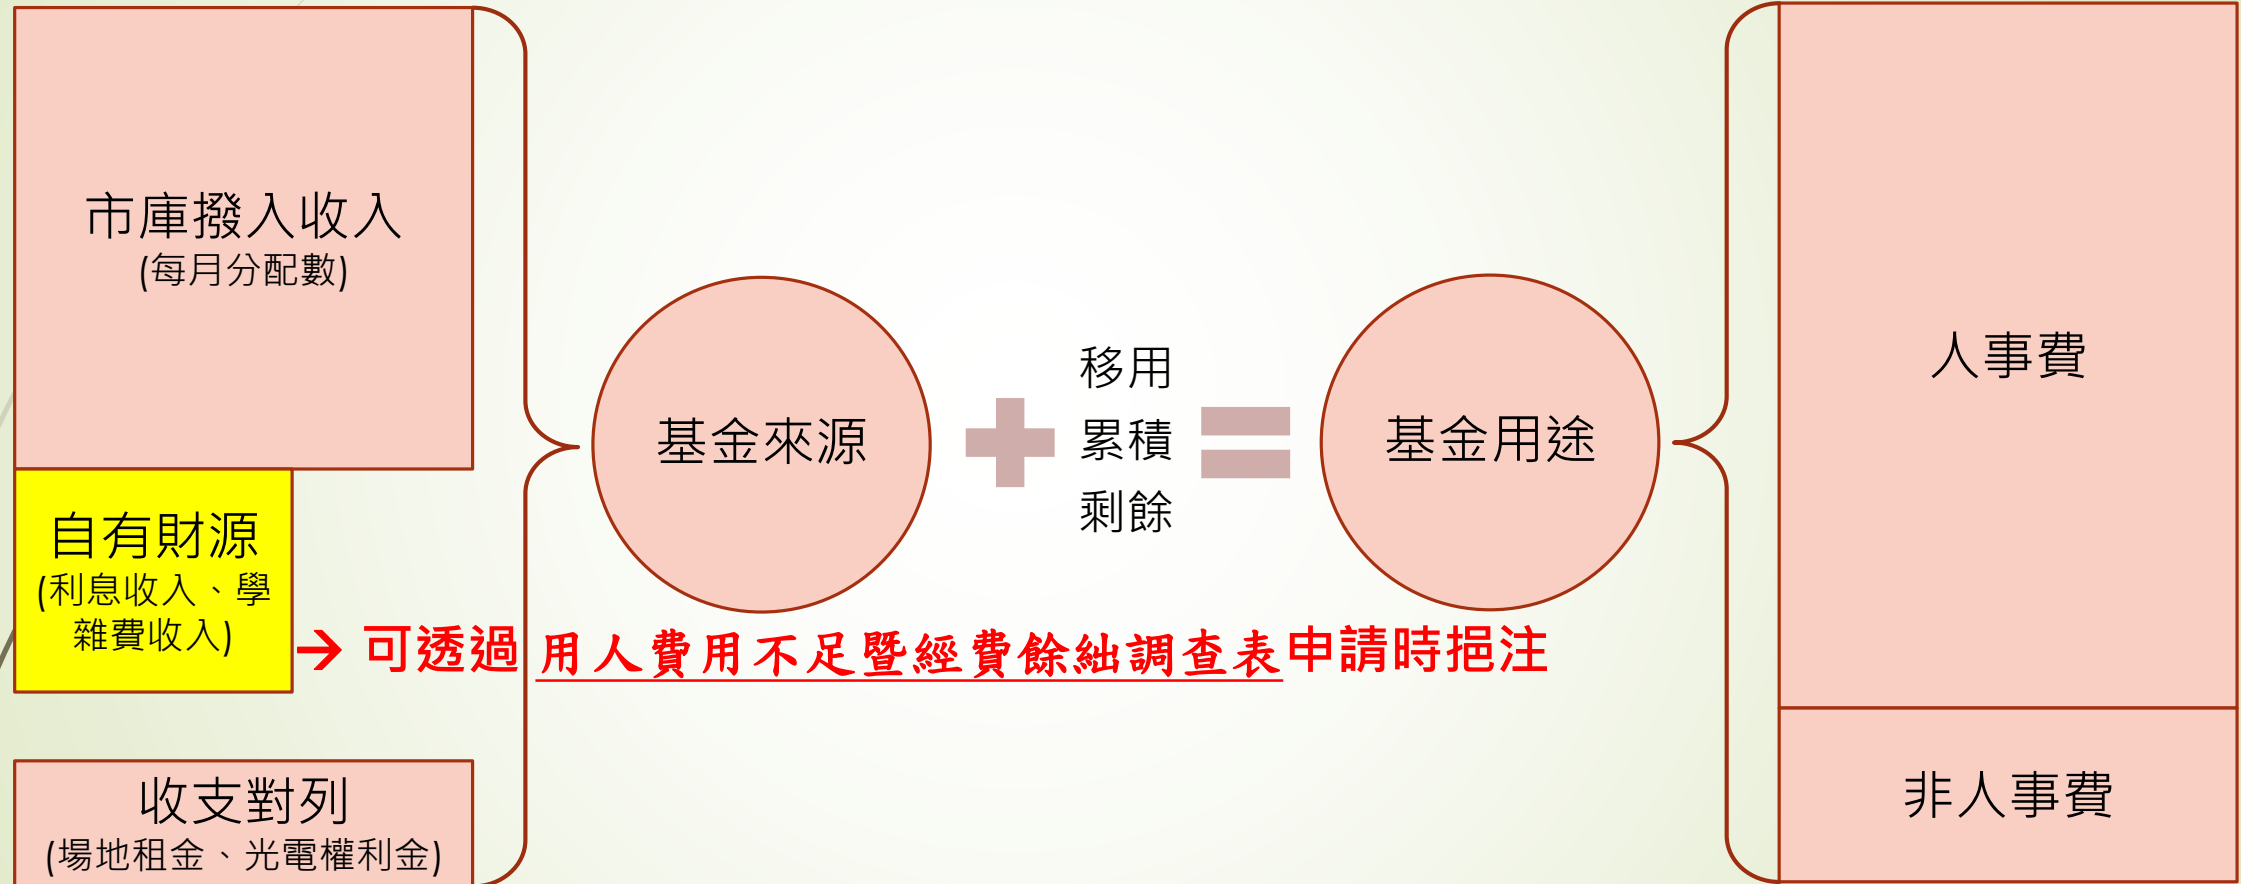 市庫撥入收入
(每月分配數)
自有財源
(利息收入、學
雜費收入)
收支對列
(場地租金、光電權利金)
基金來源
移用
累積
剩餘
基金用途
→ 可透過 用人費用不足暨經費餘絀調查表申請時挹注
人事費
非人事費